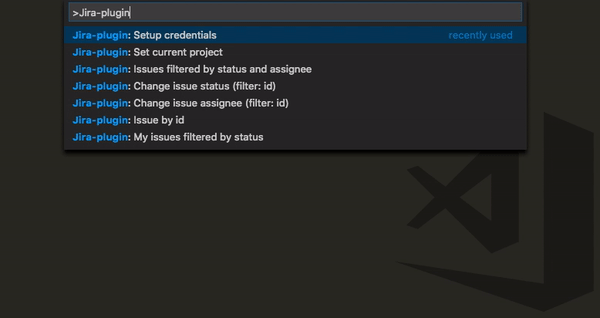 >Jira-plugin
Jira-plugin: Setup credentials recently used
Jira-plugin: Set current project
Jira-plugin: Issues filtered by status and assignee
Jira-plugin: Change issue status (filter: id)
Jira-plugin: Change issue assignee (filter: id)
Jira-plugin: Issue by id
Jira-plugin: My issues filtered by status